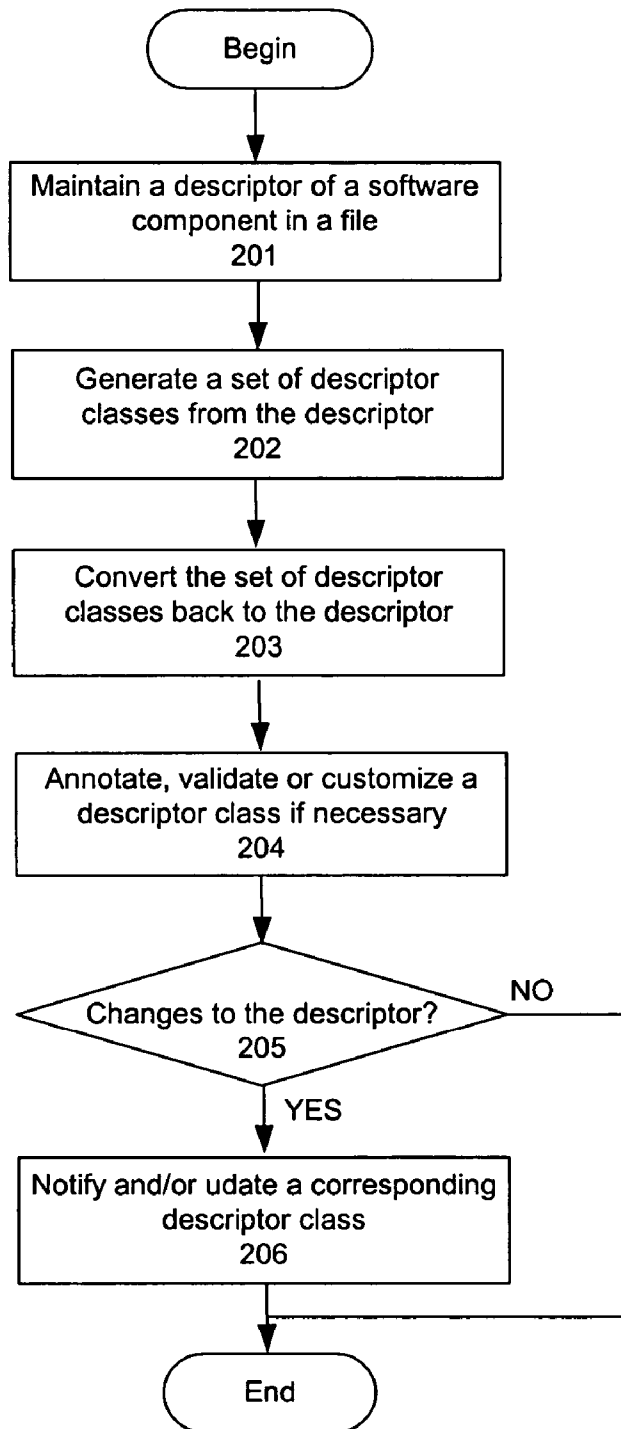 Begin
Maintain a descriptor of a software
component in a file
201
Generate a set of descriptor
classes from the descriptor
202
Convert the set of descriptor
classes back to the descriptor
203
Annotate, validate or customize a
descriptor class if necessary
204
Changes to the descriptor?
205
NO
YES
Notify and/or udate a corresponding
descriptor class
206
End